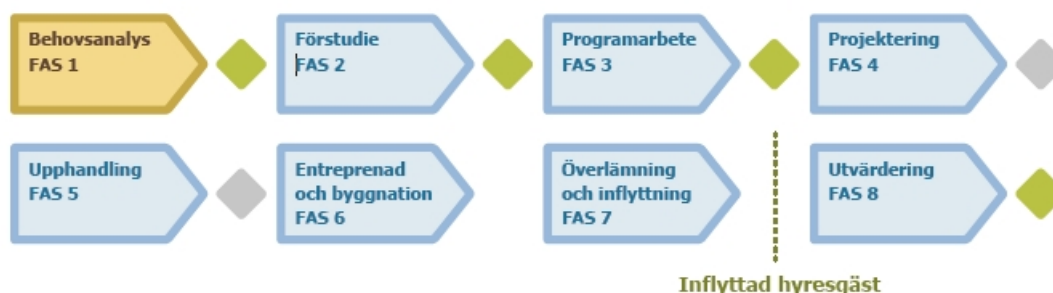 Behovsanalys
FAS 1
Förstudie
FAS 2
Programarbete
FAS 3
Projektering
FAS 4
Upphandling
FAS 5
Entreprenad
och byggnation
FAS 6
Överlämning
och inflyttning
FAS 7
Utvärdering
FAS 8
Inflyttad hyresgäst